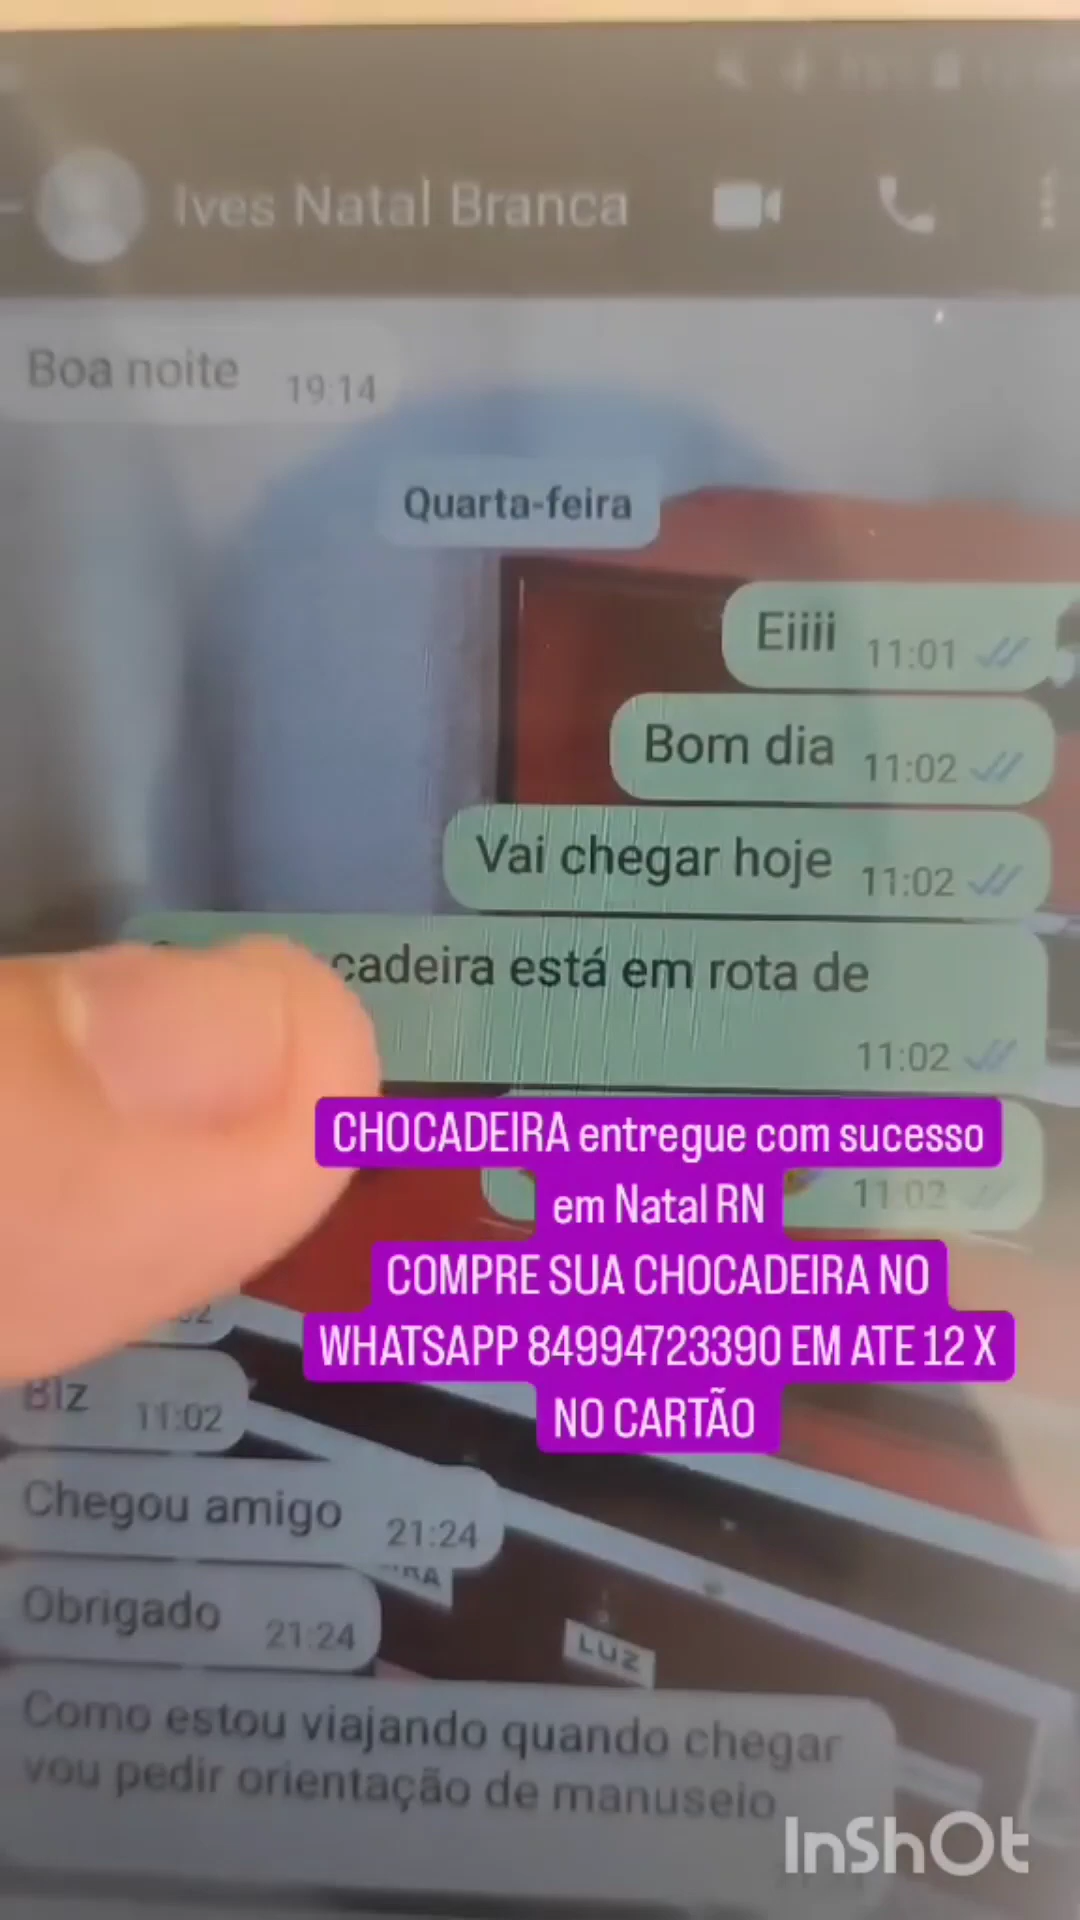 Ives Natal Branca
Boa noite 19:14
Quarta-feira
Eiiii 11:01
Bom dia 11:02
Vai chegar hoje 11:02
cadeira está em rota de
11:02
CHOCADEIRA entregue com sucesso
em Natal RN
11:02
COMPRE SUA CHOCADEIRA NO
WHATSAPP 84994723390 EM ATE 12 X
NO CARTÃO
Blz 11:02
Chegou amigo 21:24
Obrigado 21:24
LUZ
Como estou viajando quando chegar
vou pedir orientação de manuseio
InShOt